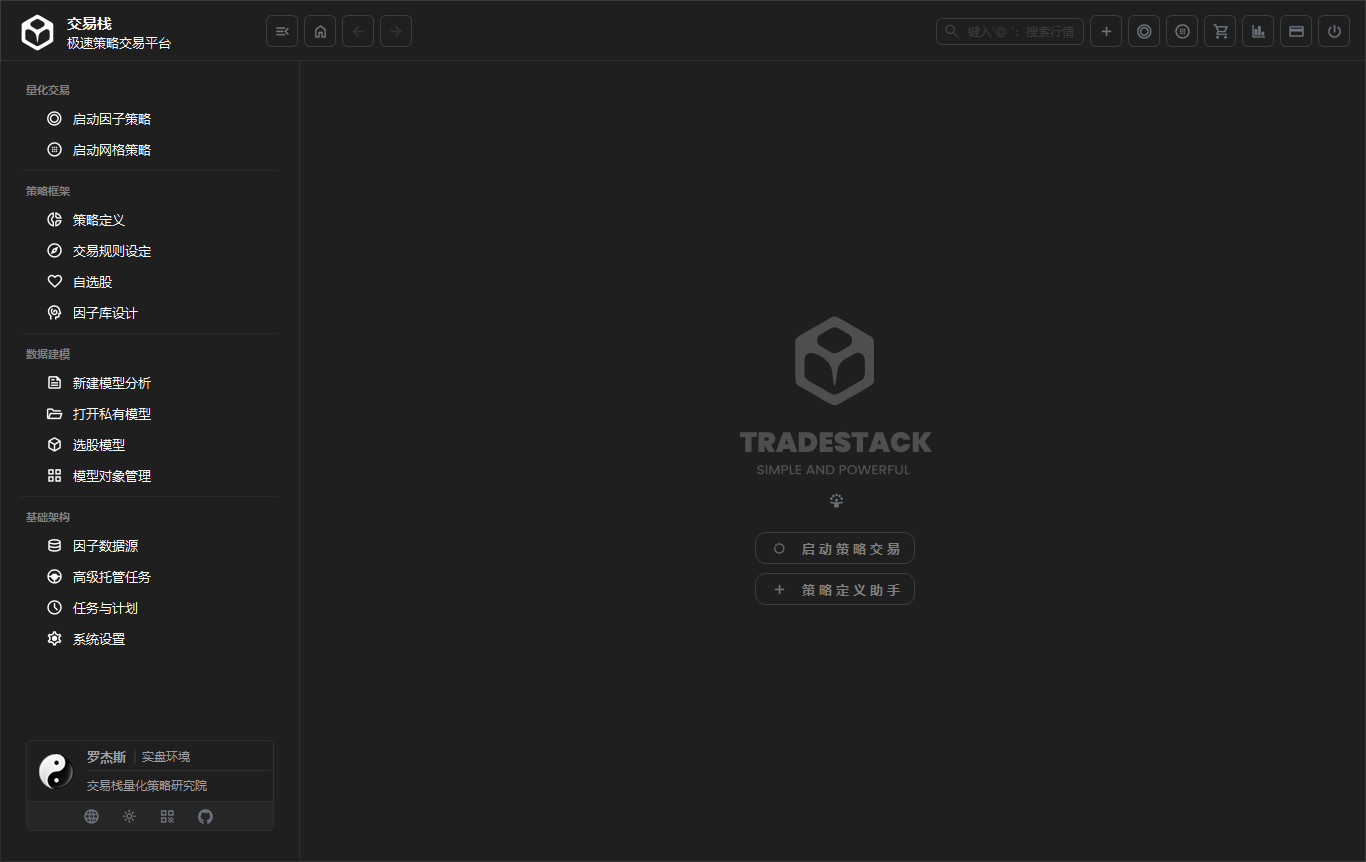 交易栈
极速策略交易平台
键入'@ '：搜索行情
量化交易
启动因子策略
启动网格策略
策略框架
策略定义
交易规则设定
自选股
因子库设计
数据建模
新建模型分析
打开私有模型
选股模型
模型对象管理
基础架构
因子数据源
高级托管任务
任务与计划
系统设置
罗杰斯 | 实盘环境
交易栈量化策略研究院
TRADESTACK
SIMPLE AND POWERFUL
启动策略交易
策略定义助手